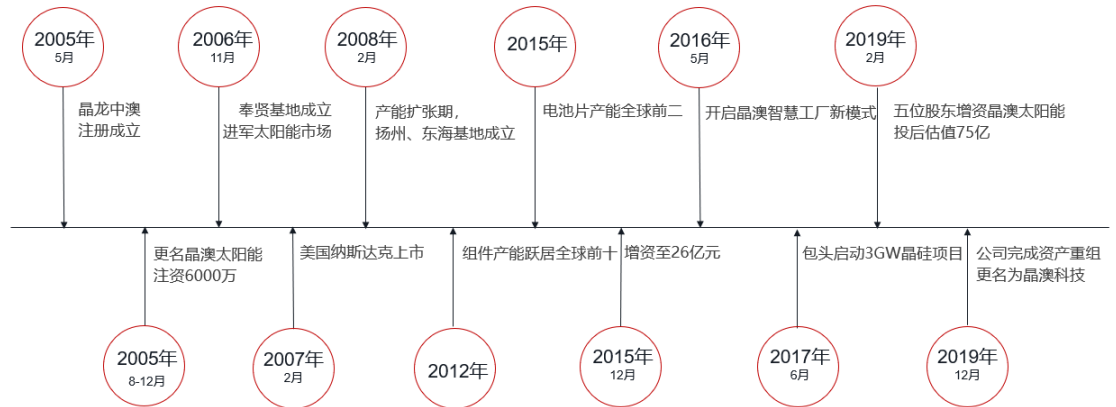 2005年
5月
晶龙中澳
注册成立
2006年
11月
奉贤基地成立
进军太阳能市场
2008年
2月
产能扩张期，
扬州、东海基地成立
2015年
电池片产能全球前二
2016年
5月
开启晶澳智慧工厂新模式
2019年
2月
五位股东增资晶澳太阳能
投后估值75亿
更名晶澳太阳能
注资6000万
2005年
8-12月
美国纳斯达克上市
2007年
2月
组件产能跃居全球前十
2012年
增资至26亿元
2015年
12月
包头启动3GW晶硅项目
2017年
6月
公司完成资产重组
更名为晶澳科技
2019年
12月